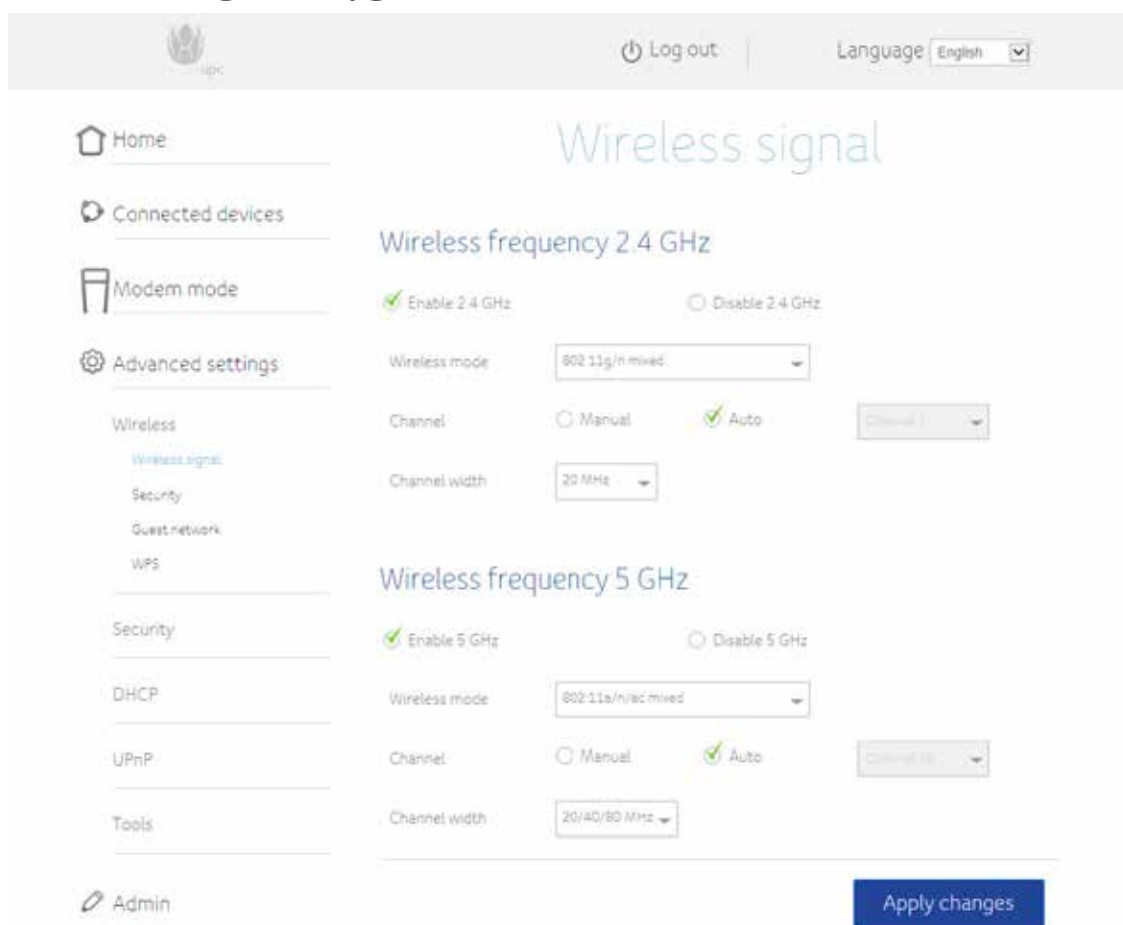 upc
Log out
Language English
Home
Connected devices
Modem mode
Advanced settings
Wireless
Wireless signal
Security
Guest network
WPS
Security
DHCP
UPnP
Tools
Admin
Wireless signal
Wireless frequency 2.4 GHz
Enable 2.4 GHz Disable 2.4 GHz
Wireless mode 802.11g/n mixed
Channel Manual Auto
Channel width 20 MHz
Wireless frequency 5 GHz
Enable 5 GHz Disable 5 GHz
Wireless mode 802.11a/n/ac mixed
Channel Manual Auto
Channel width 20/40/80 MHz
Apply changes